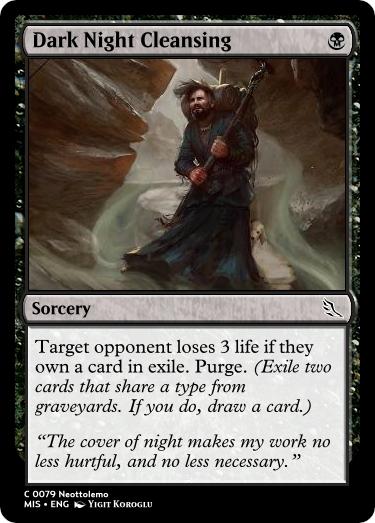 Dark Night Cleansing
Sorcery
Target opponent loses 3 life if they
own a card in exile. Purge. (Exile two
cards that share a type from
graveyards. If you do, draw a card.)
“The cover of night makes my work no
less hurtful, and no less necessary.”
C 0079 Neottolemo
MIS • ENG Yigit Koroglu